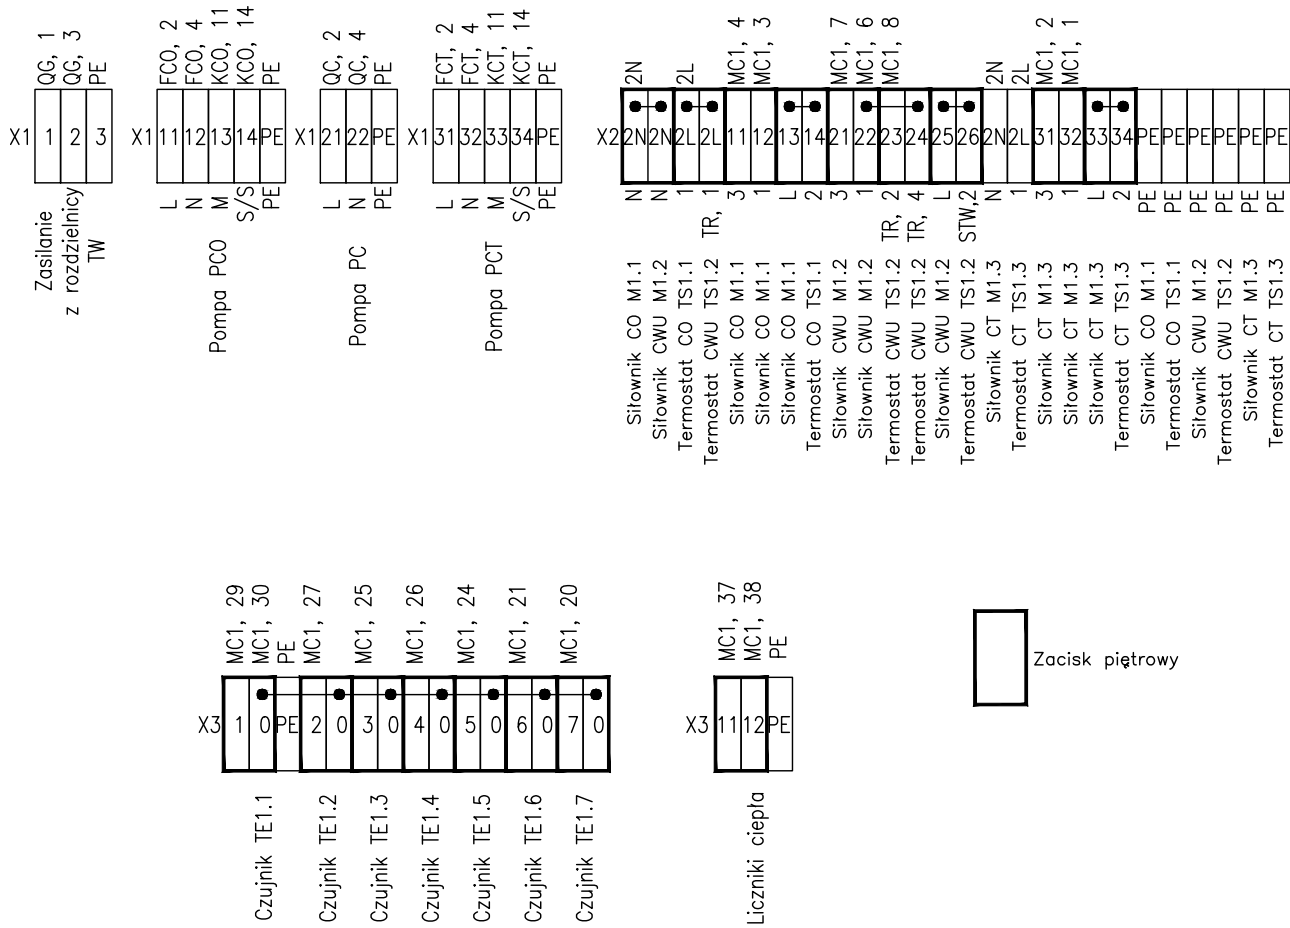 QG, 1
QG, 3
PE
X1 1 2 3
Zasilanie
z rozdzielnicy
TW
FCO, 2
FCO, 4
KCO, 11
KCO, 14
PE
X1 11 12 13 14 PE
L
N
M
S/S
PE
Pompa PCO
QC, 2
QC, 4
PE
X1 21 22 PE
L
N
PE
Pompa PC
FCT, 2
FCT, 4
KCT, 11
KCT, 14
PE
X1 31 32 33 34 PE
L
N
M
S/S
PE
Pompa PCT
2N
2L
MC1, 4
MC1, 3
MC1, 7
MC1, 6
MC1, 8
2N
2L
MC1, 2
MC1, 1
X2 2N 2N 2L 2L 11 12 13 14 21 22 23 24 25 26 2N 2L 31 32 33 34 PE PE PE PE PE PE
N
N
1
TR, 1
3
1
L
2
3
1
TR, 2
TR, 4
L
STW,2
N
1
3
1
L
2
PE
PE
PE
PE
PE
PE
Siłownik CO M1.1
Siłownik CWU M1.2
Termostat CO TS1.1
Termostat CWU TS1.2
Siłownik CO M1.1
Siłownik CO M1.1
Siłownik CO M1.1
Termostat CO TS1.1
Siłownik CWU M1.2
Siłownik CWU M1.2
Termostat CWU TS1.2
Termostat CWU TS1.2
Siłownik CWU M1.2
Termostat CWU TS1.2
Siłownik CT M1.3
Termostat CT TS1.3
Siłownik CT M1.3
Siłownik CT M1.3
Siłownik CT M1.3
Termostat CT TS1.3
Siłownik CO M1.1
Termostat CO TS1.1
Siłownik CWU M1.2
Termostat CWU TS1.2
Siłownik CT M1.3
Termostat CT TS1.3
MC1, 29
MC1, 30
PE
MC1, 27
MC1, 25
MC1, 26
MC1, 24
MC1, 21
MC1, 20
X3 1 0 PE 2 0 3 0 4 0 5 0 6 0 7 0
Czujnik TE1.1
Czujnik TE1.2
Czujnik TE1.3
Czujnik TE1.4
Czujnik TE1.5
Czujnik TE1.6
Czujnik TE1.7
MC1, 37
MC1, 38
PE
X3 11 12 PE
Liczniki ciepła
Zacisk piętrowy